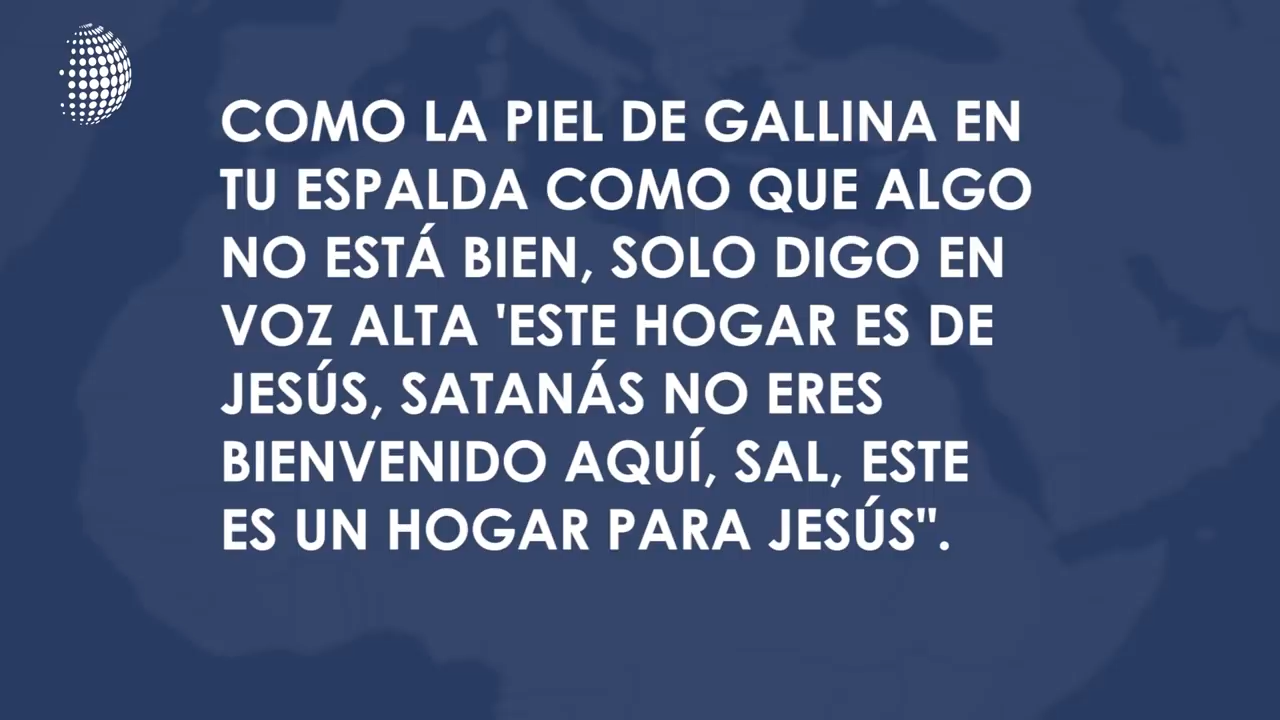 COMO LA PIEL DE GALLINA EN
TU ESPALDA COMO QUE ALGO
NO ESTÁ BIEN, SOLO DIGO EN
VOZ ALTA 'ESTE HOGAR ES DE
JESÚS, SATANÁS NO ERES
BIENVENIDO AQUÍ, SAL, ESTE
ES UN HOGAR PARA JESÚS".